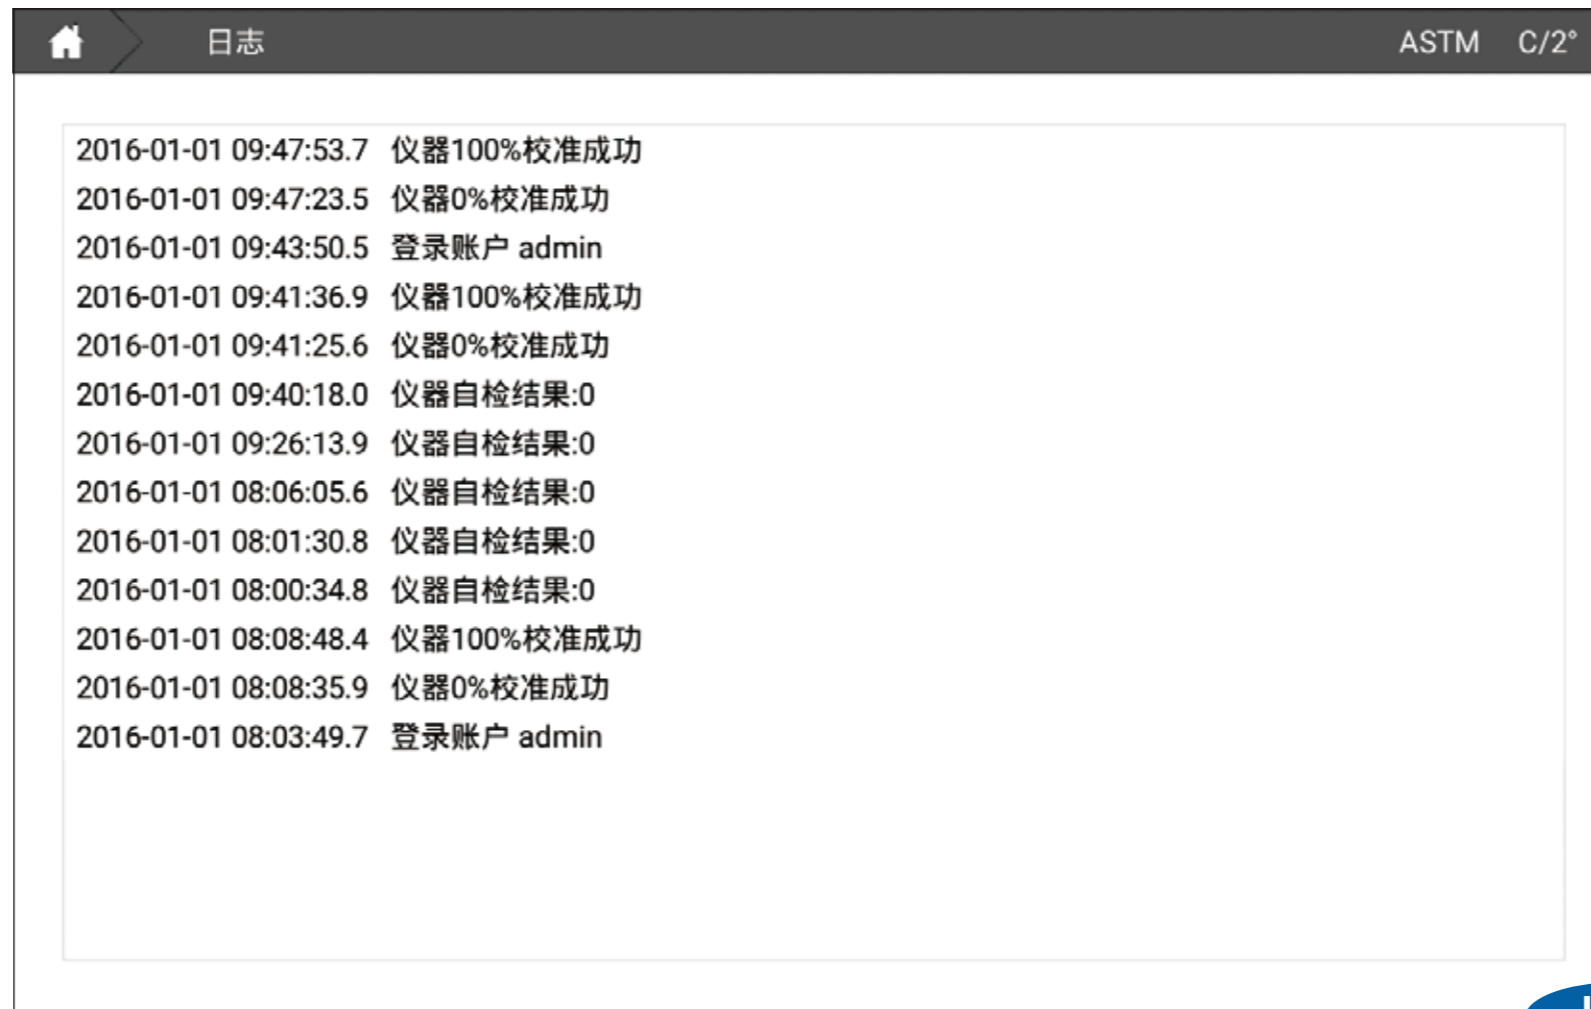 日志 ASTM C/2°
2016-01-01 09:47:53.7 仪器100%校准成功
2016-01-01 09:47:23.5 仪器0%校准成功
2016-01-01 09:43:50.5 登录账户 admin
2016-01-01 09:41:36.9 仪器100%校准成功
2016-01-01 09:41:25.6 仪器0%校准成功
2016-01-01 09:40:18.0 仪器自检结果:0
2016-01-01 09:26:13.9 仪器自检结果:0
2016-01-01 08:06:05.6 仪器自检结果:0
2016-01-01 08:01:30.8 仪器自检结果:0
2016-01-01 08:00:34.8 仪器自检结果:0
2016-01-01 08:08:48.4 仪器100%校准成功
2016-01-01 08:08:35.9 仪器0%校准成功
2016-01-01 08:03:49.7 登录账户 admin